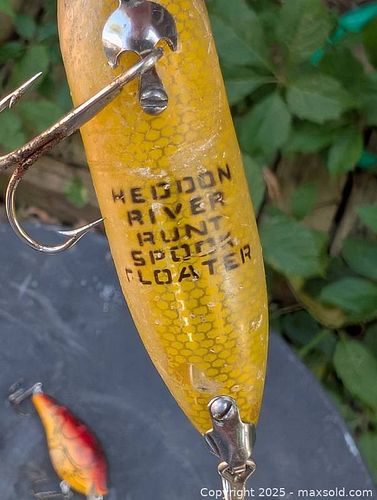 HEDDON
RIVER
RUNT
SPOOK
FLOATER
Copyright © 2025 - maxsold.com